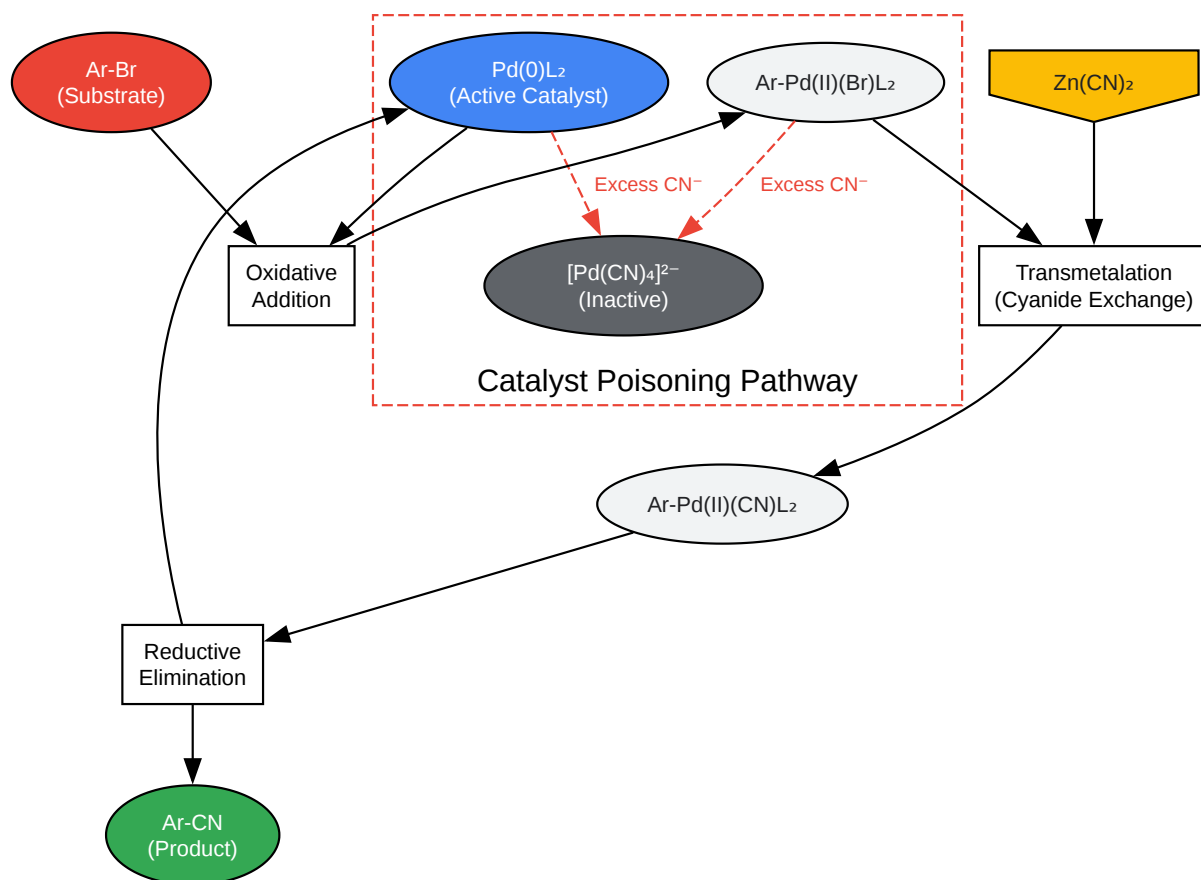 Ar-Br
(Substrate)
Pd(0)L₂
(Active Catalyst)
Ar-Pd(II)(Br)L₂
Zn(CN)₂
Excess CN⁻
Excess CN⁻
Oxidative
Addition
[Pd(CN)₄]²⁻
(Inactive)
Transmetalation
(Cyanide Exchange)
Catalyst Poisoning Pathway
Ar-Pd(II)(CN)L₂
Reductive
Elimination
Ar-CN
(Product)